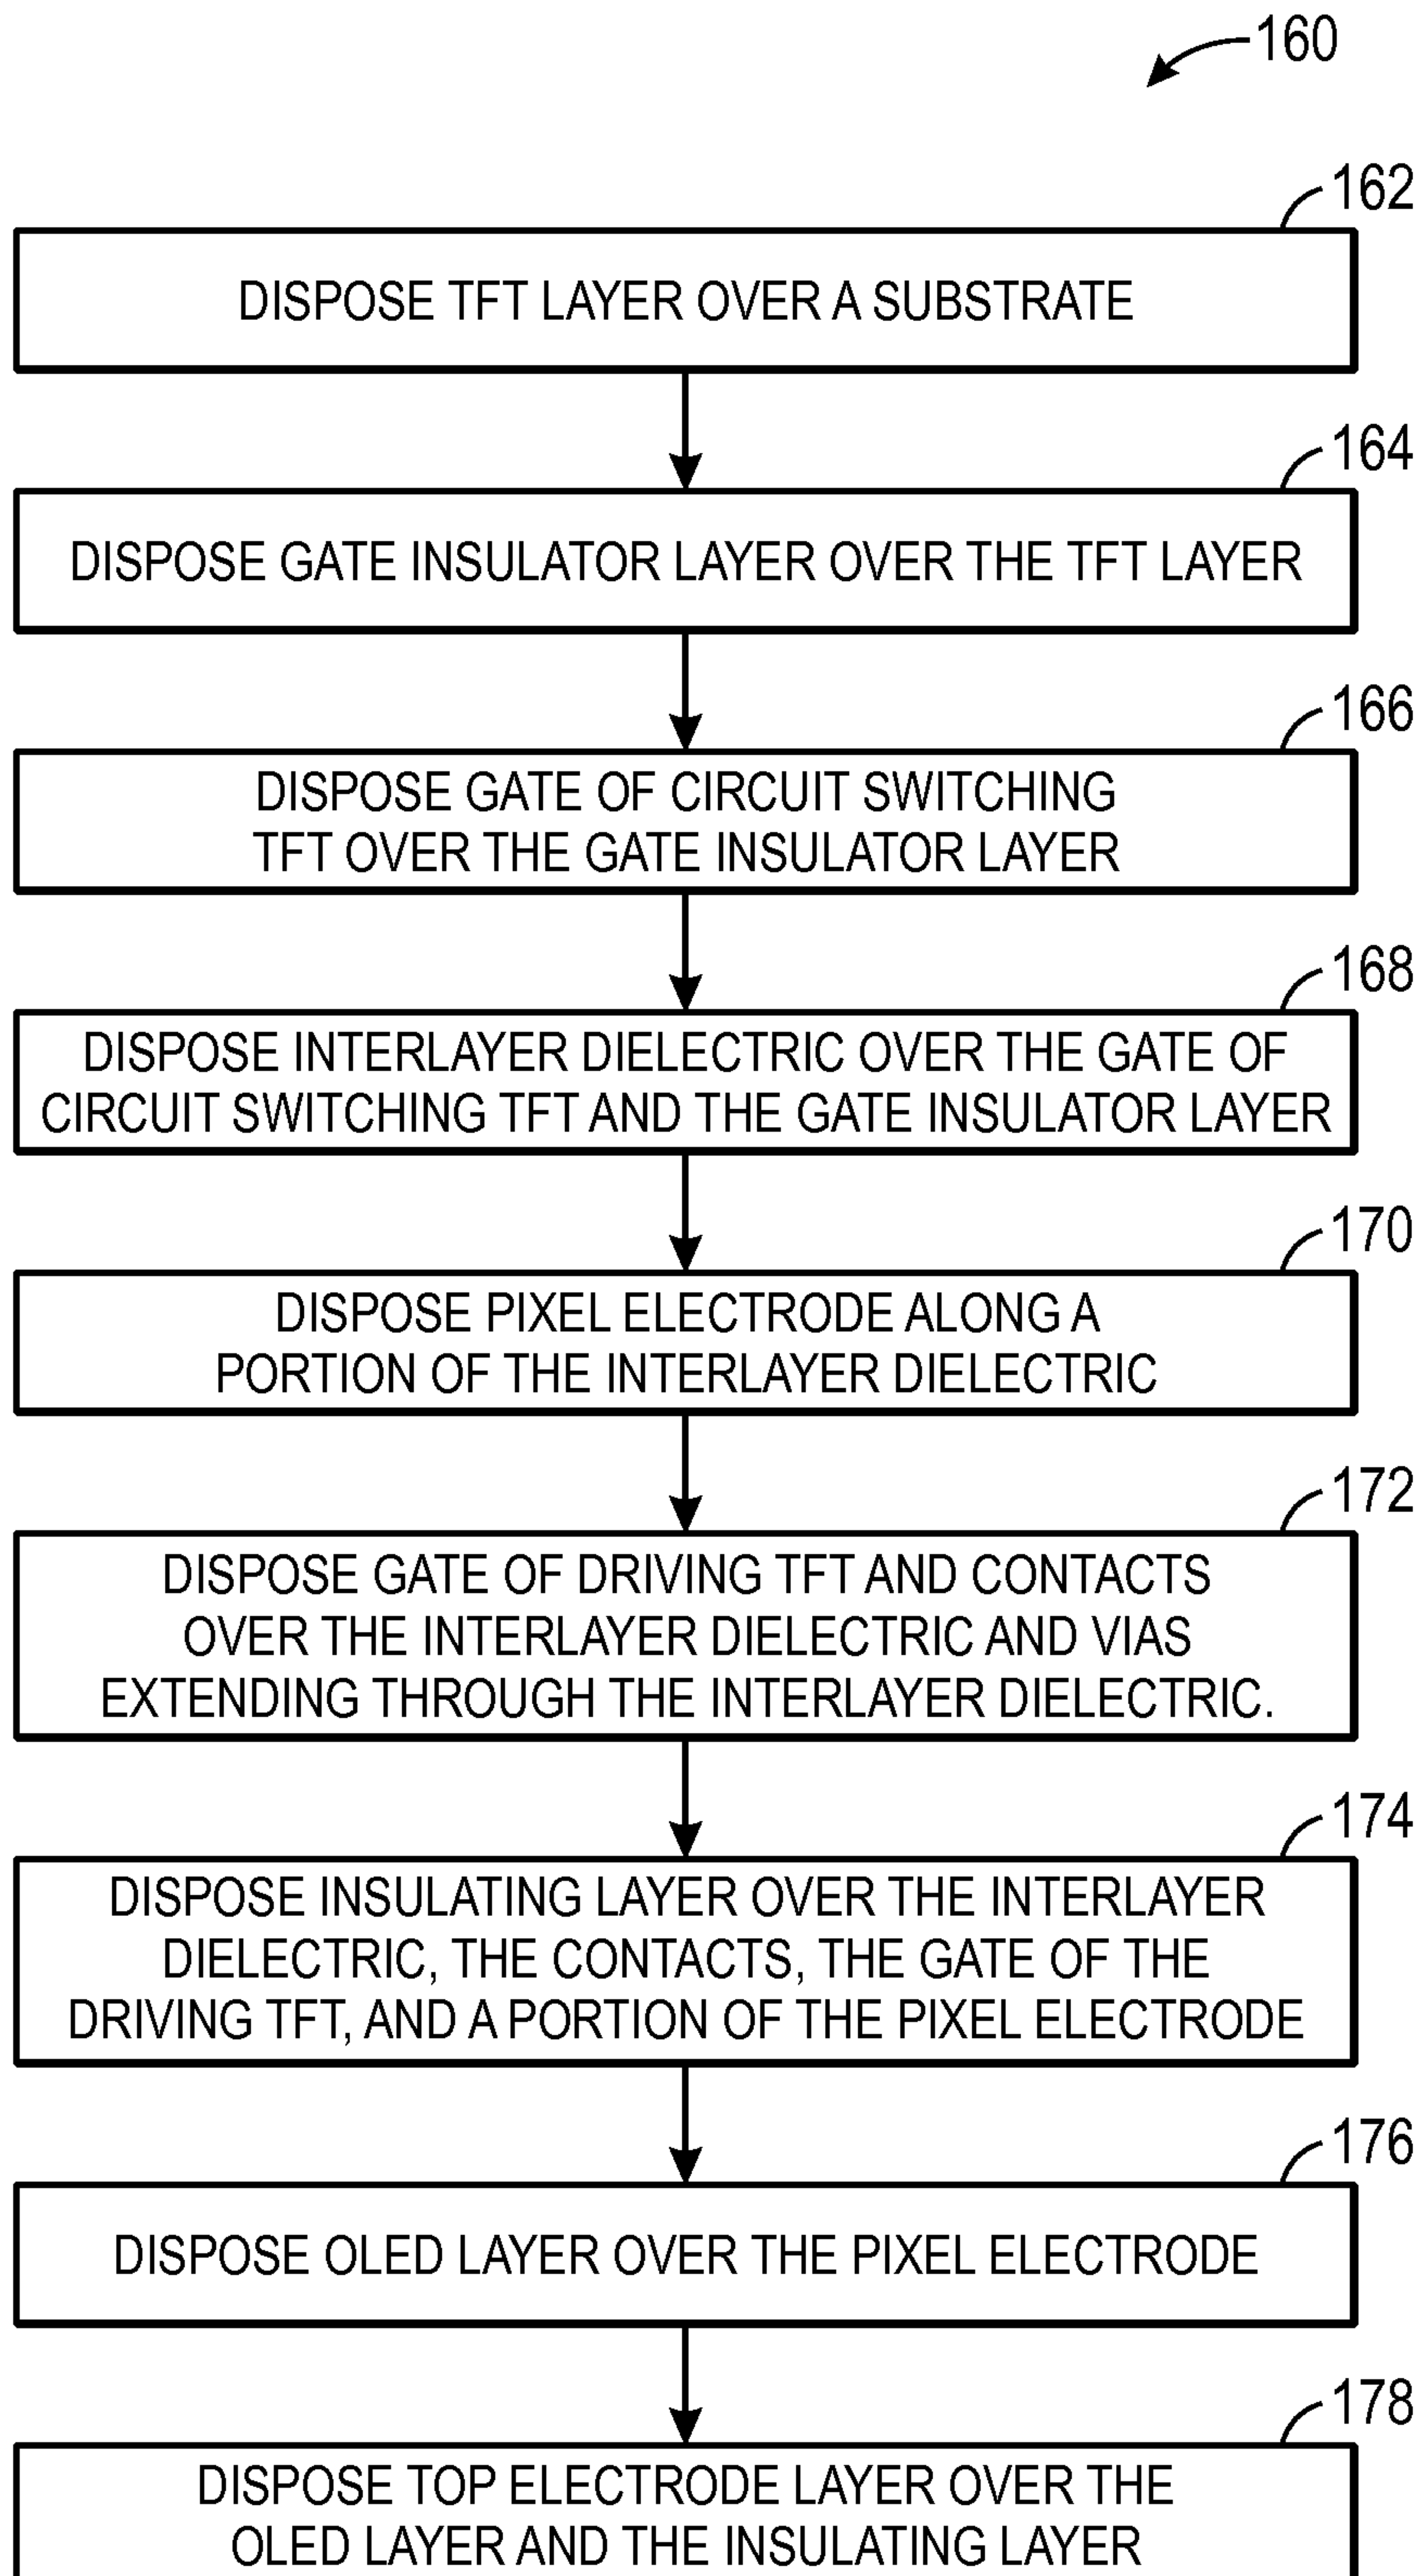 160
162
DISPOSE TFT LAYER OVER A SUBSTRATE
164
DISPOSE GATE INSULATOR LAYER OVER THE TFT LAYER
166
DISPOSE GATE OF CIRCUIT SWITCHING
TFT OVER THE GATE INSULATOR LAYER
168
DISPOSE INTERLAYER DIELECTRIC OVER THE GATE OF
CIRCUIT SWITCHING TFT AND THE GATE INSULATOR LAYER
170
DISPOSE PIXEL ELECTRODE ALONG A
PORTION OF THE INTERLAYER DIELECTRIC
172
DISPOSE GATE OF DRIVING TFT AND CONTACTS
OVER THE INTERLAYER DIELECTRIC AND VIAS
EXTENDING THROUGH THE INTERLAYER DIELECTRIC.
174
DISPOSE INSULATING LAYER OVER THE INTERLAYER
DIELECTRIC, THE CONTACTS, THE GATE OF THE
DRIVING TFT, AND A PORTION OF THE PIXEL ELECTRODE
176
DISPOSE OLED LAYER OVER THE PIXEL ELECTRODE
178
DISPOSE TOP ELECTRODE LAYER OVER THE
OLED LAYER AND THE INSULATING LAYER